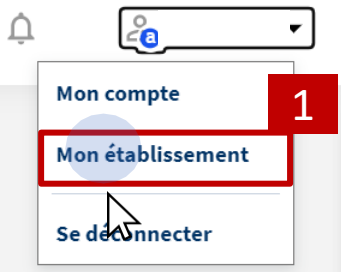 a
Mon compte
1
Mon établissement
Se déconnecter